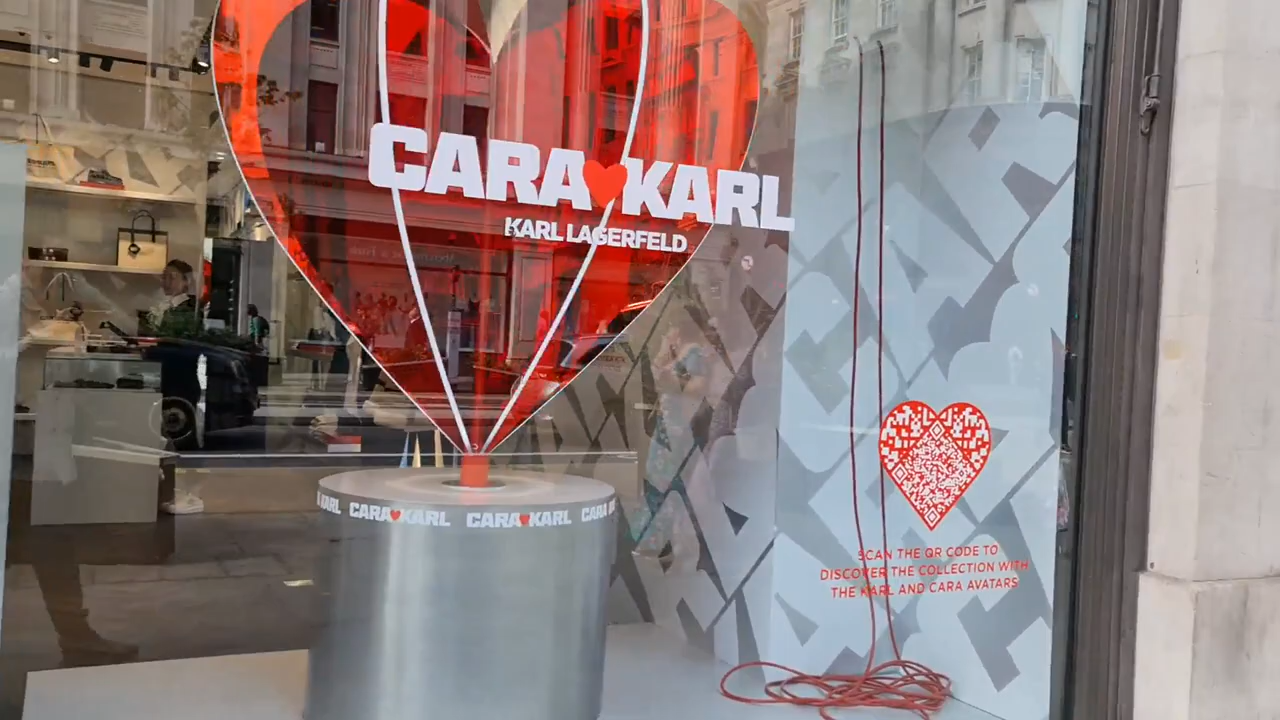 CARA❤KARL
KARL LAGERFELD
KARL CARA❤KARL CARA❤KARL CARA
SCAN THE QR CODE TO
DISCOVER THE COLLECTION WITH
THE KARL AND CARA AVATARS